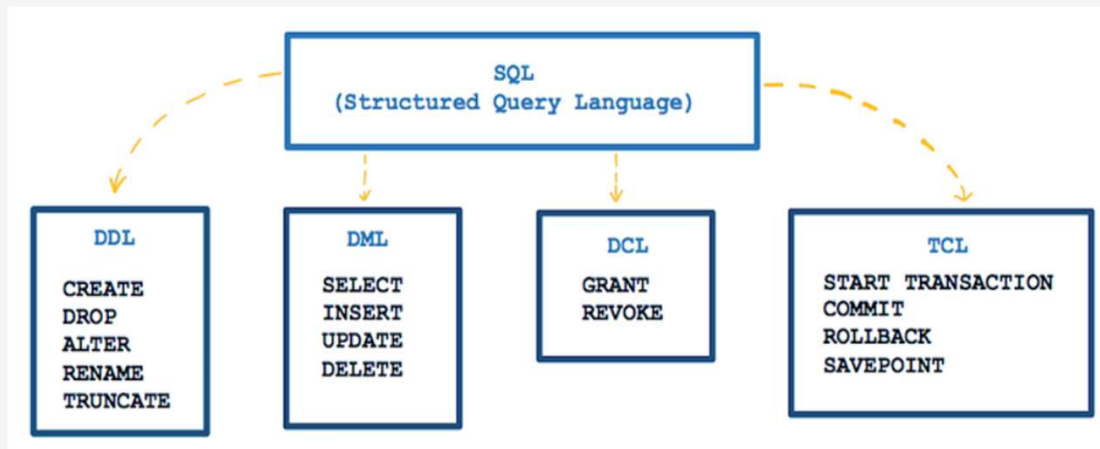 SQL
(Structured Query Language)
DDL
CREATE
DROP
ALTER
RENAME
TRUNCATE
DML
SELECT
INSERT
UPDATE
DELETE
DCL
GRANT
REVOKE
TCL
START TRANSACTION
COMMIT
ROLLBACK
SAVEPOINT